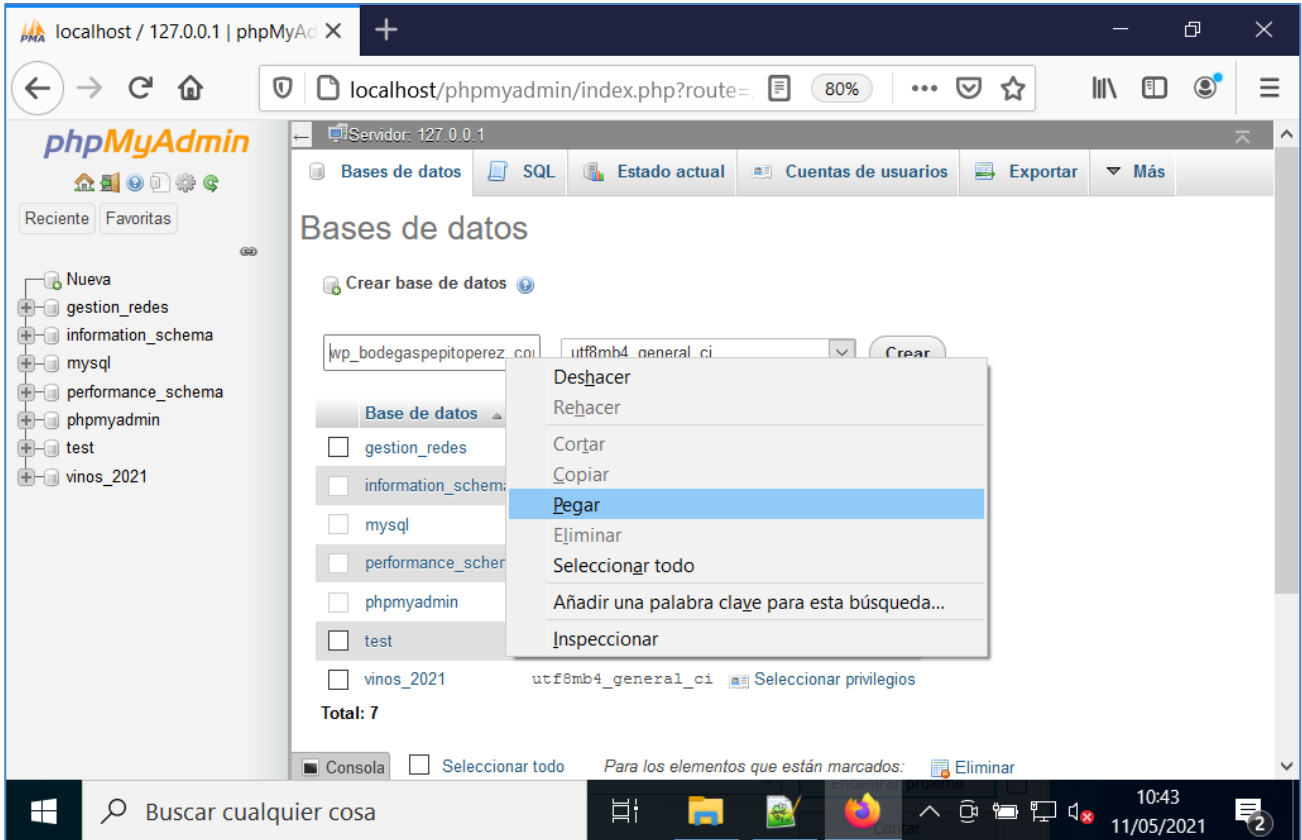 localhost / 127.0.0.1 | phpMyAd
localhost/phpmyadmin/index.php?route=
80%
phpMyAdmin
Reciente Favoritas
Nueva
gestion_redes
information_schema
mysql
performance_schema
phpmyadmin
test
vinos_2021
Servidor: 127.0.0.1
Bases de datos SQL Estado actual Cuentas de usuarios Exportar Más
Bases de datos
Crear base de datos
wp_bodegaspepitoperez_co utf8mb4_general_ci Crear
Deshacer
Rehacer
Cortar
Copiar
Pegar
Eliminar
Seleccionar todo
Añadir una palabra clave para esta búsqueda...
Inspeccionar
Base de datos
gestion_redes
information_schema
mysql
performance_scher
phpmyadmin
test
vinos_2021 utf8mb4_general_ci Seleccionar privilegios
Total: 7
Consola Seleccionar todo Para los elementos que están marcados: Eliminar
Encontrar próximo
Contar
Buscar cualquier cosa
10:43
11/05/2021
2